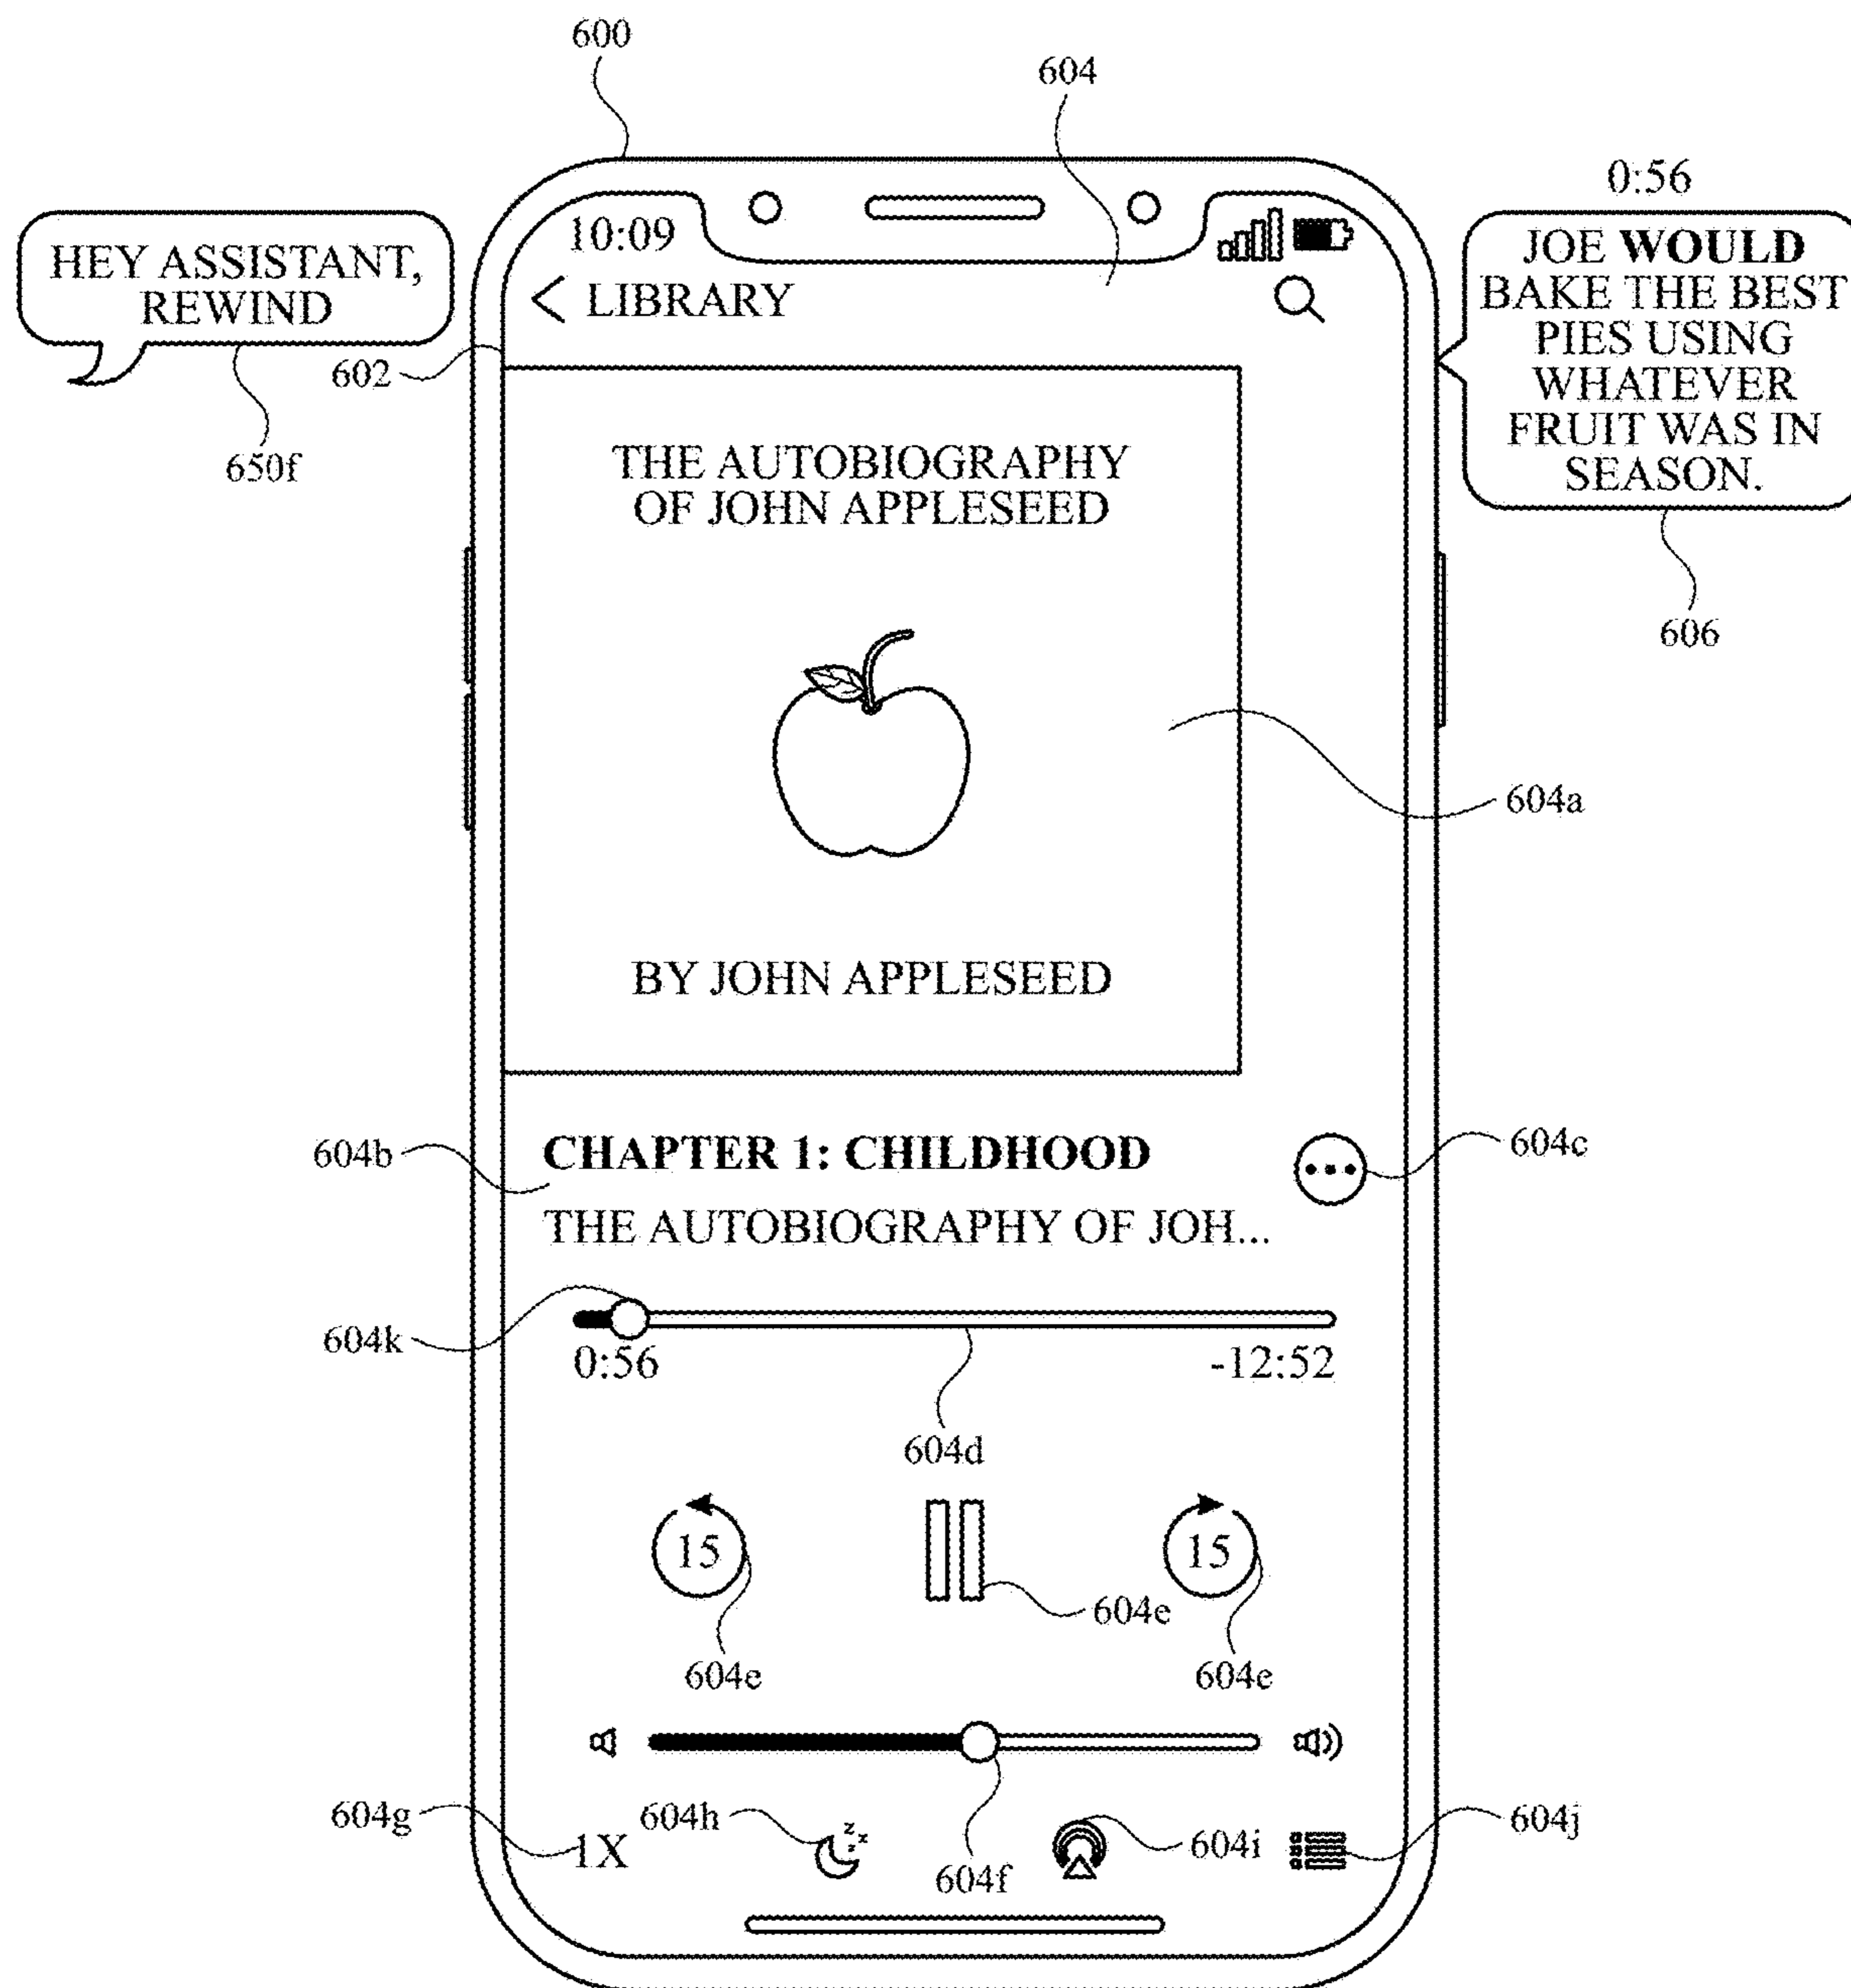 600
604
0:56
HEY ASSISTANT,
REWIND
650f
10:09
LIBRARY
602
JOE WOULD
BAKE THE BEST
PIES USING
WHATEVER
FRUIT WAS IN
SEASON.
606
THE AUTOBIOGRAPHY
OF JOHN APPLESEED
604a
BY JOHN APPLESEED
604b
CHAPTER 1: CHILDHOOD
604c
THE AUTOBIOGRAPHY OF JOH...
604k
0:56
-12:52
604d
15
15
604e
604e
604e
604g
1X
604h
z z z
604f
604i
604j